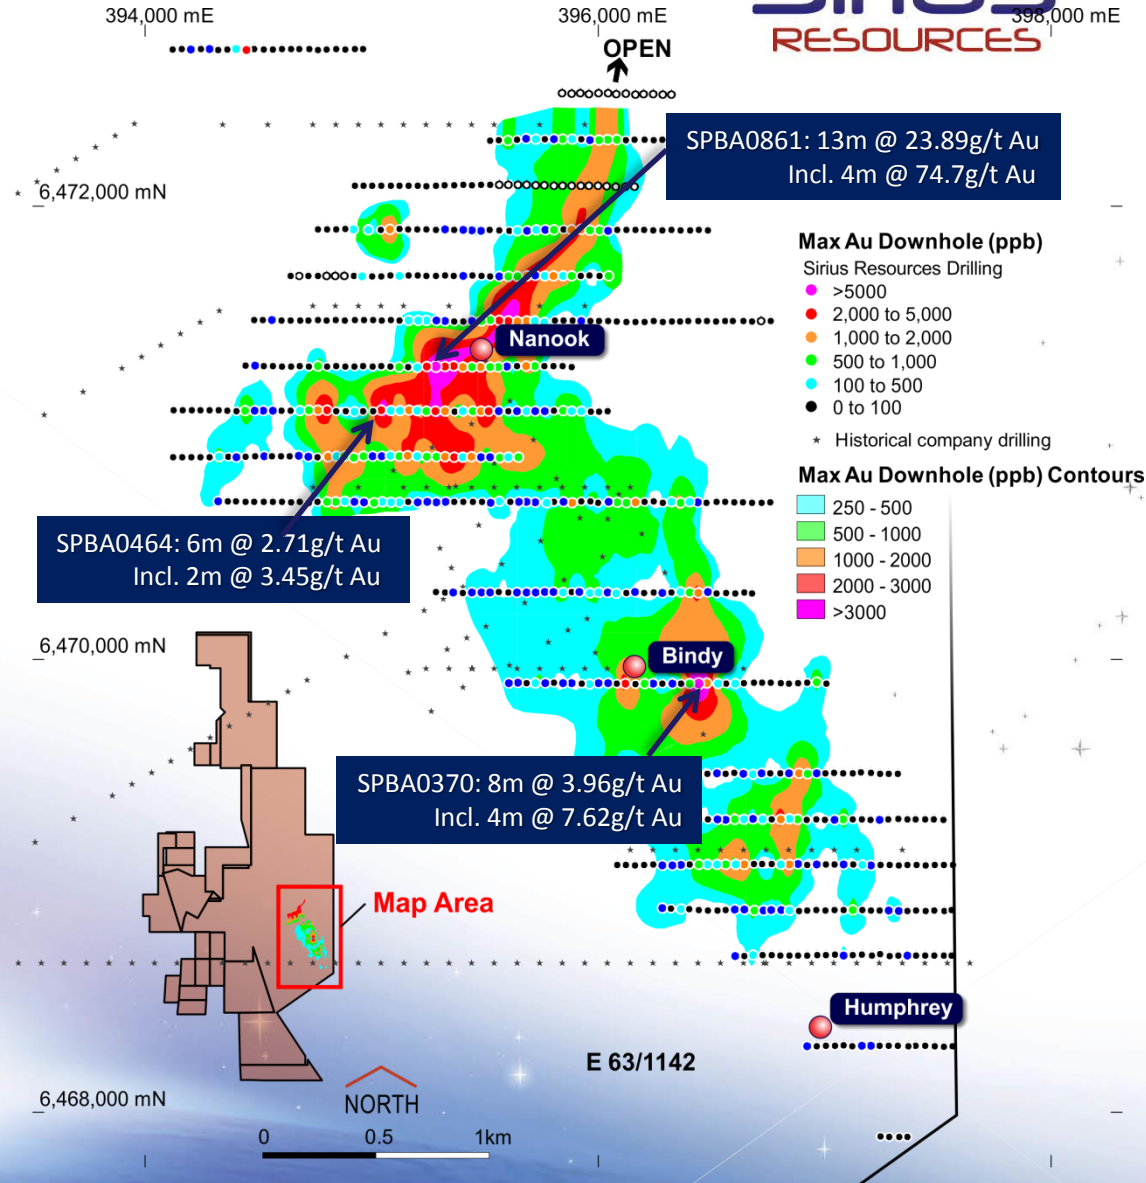 394,000 mE
396,000 mE
398,000 mE
RESOURCES
OPEN
SPBA0861: 13m @ 23.89g/t Au
Incl. 4m @ 74.7g/t Au
6,472,000 mN
Max Au Downhole (ppb)
Sirius Resources Drilling
>5000
2,000 to 5,000
1,000 to 2,000
500 to 1,000
100 to 500
0 to 100
Historical company drilling
Max Au Downhole (ppb) Contours
250 - 500
500 - 1000
1000 - 2000
2000 - 3000
>3000
Nanook
SPBA0464: 6m @ 2.71g/t Au
Incl. 2m @ 3.45g/t Au
6,470,000 mN
Bindy
SPBA0370: 8m @ 3.96g/t Au
Incl. 4m @ 7.62g/t Au
Map Area
Humphrey
E 63/1142
6,468,000 mN
NORTH
0 0.5 1km